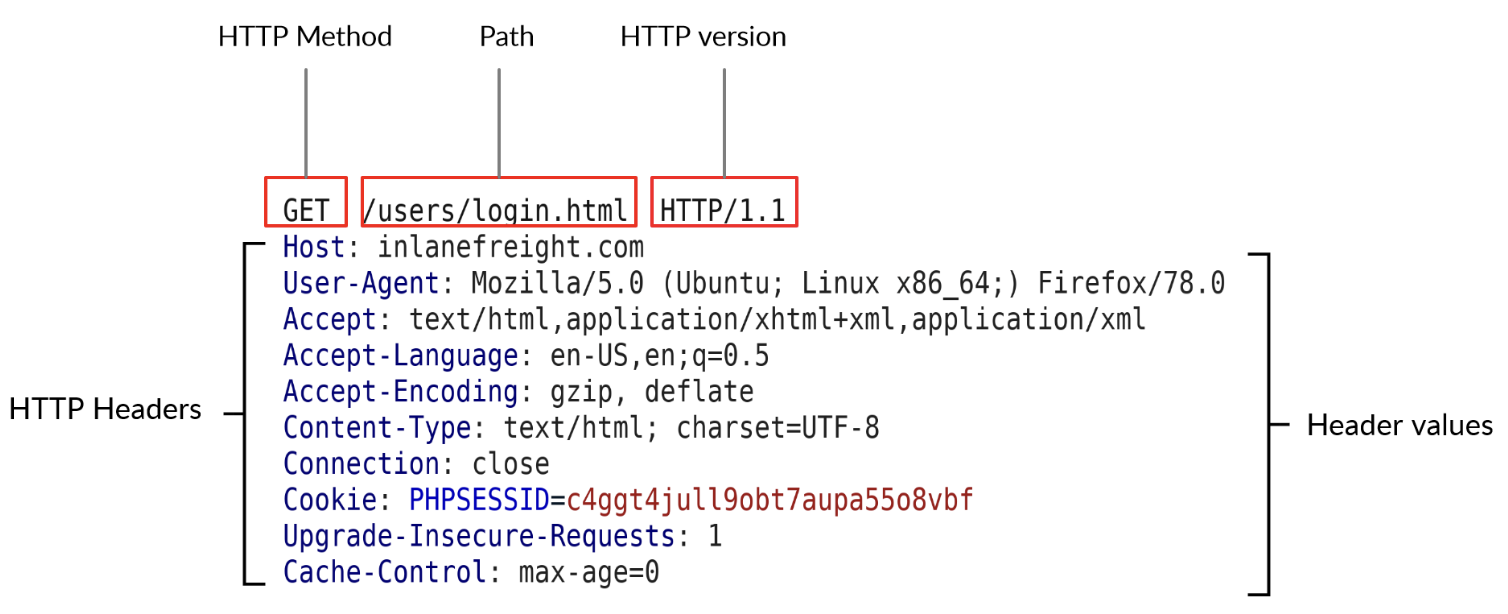 HTTP Method Path HTTP version
GET /users/login.html HTTP/1.1
Host: inlanefreight.com
User-Agent: Mozilla/5.0 (Ubuntu; Linux x86_64;) Firefox/78.0
Accept: text/html,application/xhtml+xml,application/xml
Accept-Language: en-US,en;q=0.5
Accept-Encoding: gzip, deflate
HTTP Headers
Content-Type: text/html; charset=UTF-8
Header values
Connection: close
Cookie: PHPSESSID=c4ggt4jull9obt7aupa55o8vbf
Upgrade-Insecure-Requests: 1
Cache-Control: max-age=0